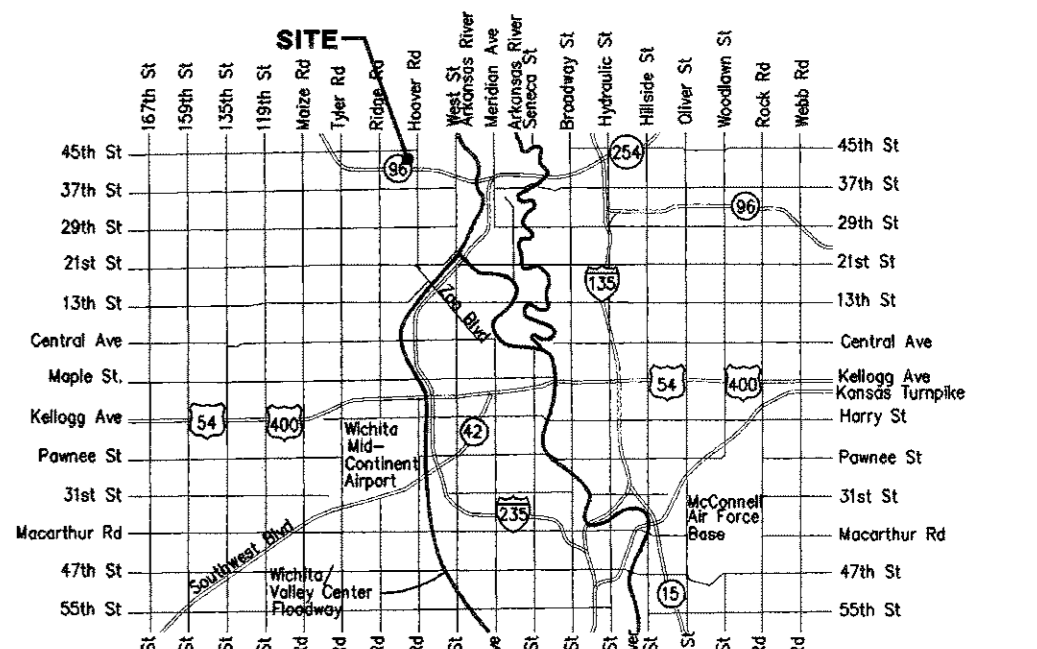 SITE
167th St
159th St
135th St
119th St
Maize Rd
Tyler Rd
Ridge Rd
Hoover Rd
West St
Arkansas River
Meridian Ave
Arkansas River
Seneca St
Broadway St
Hydraulic St
Hillside St
Oliver St
Woodlawn St
Rock Rd
Webb Rd
45th St
96
254
45th St
37th St
37th St
96
29th St
29th St
21st St
21st St
135
13th St
Zoo Blvd
13th St
Central Ave
Central Ave
Maple St.
54
400
Kellogg Ave
Kansas Turnpike
Kellogg Ave
54
400
42
Harry St
Wichita
Mid-
Continent
Airport
Pawnee St
Pawnee St
31st St
31st St
235
McConnell
Air Force
Base
Macarthur Rd
Macarthur Rd
Southwest Blvd
47th St
47th St
Wichita
Valley Center
Floodway
15
55th St
55th St